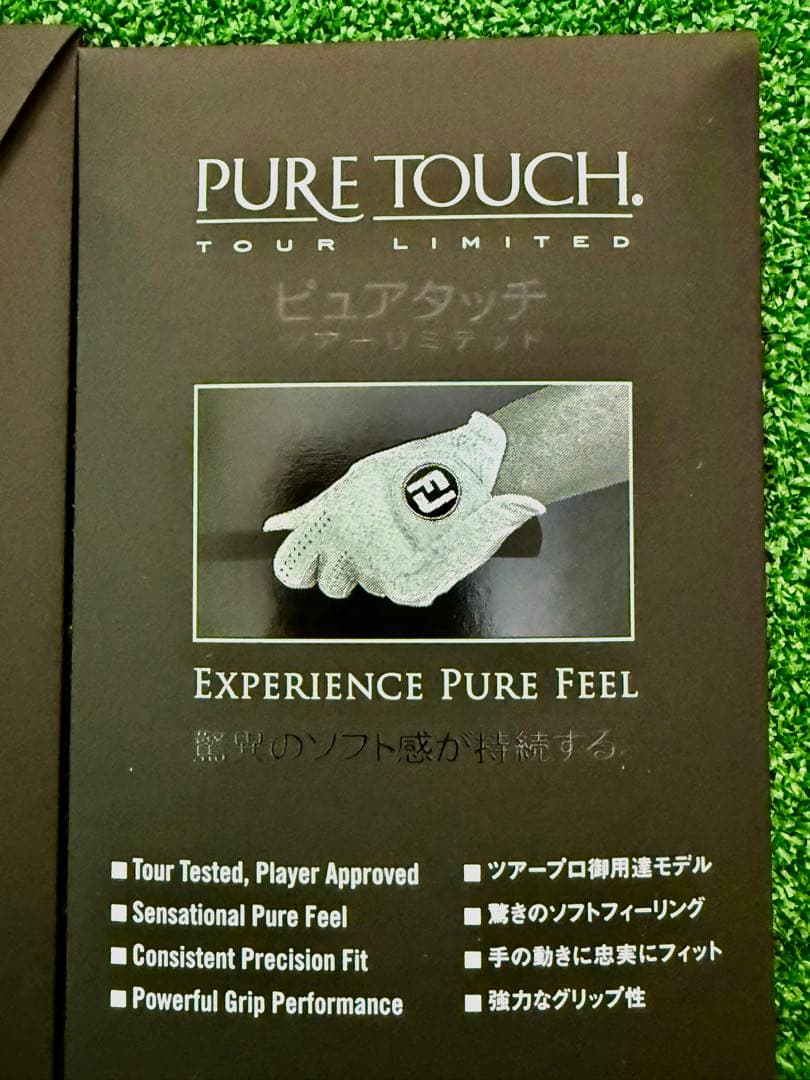 PURE TOUCH®
TOUR LIMITED
ピュアタッチ
ツアーリミテッド
FJ
EXPERIENCE PURE FEEL
驚異のソフト感が持続する。
■ Tour Tested, Player Approved
■ Sensational Pure Feel
■ Consistent Precision Fit
■ Powerful Grip Performance
■ ツアープロ御用達モデル
■ 驚きのソフトフィーリング
■ 手の動きに忠実にフィット
■ 強力なグリップ性